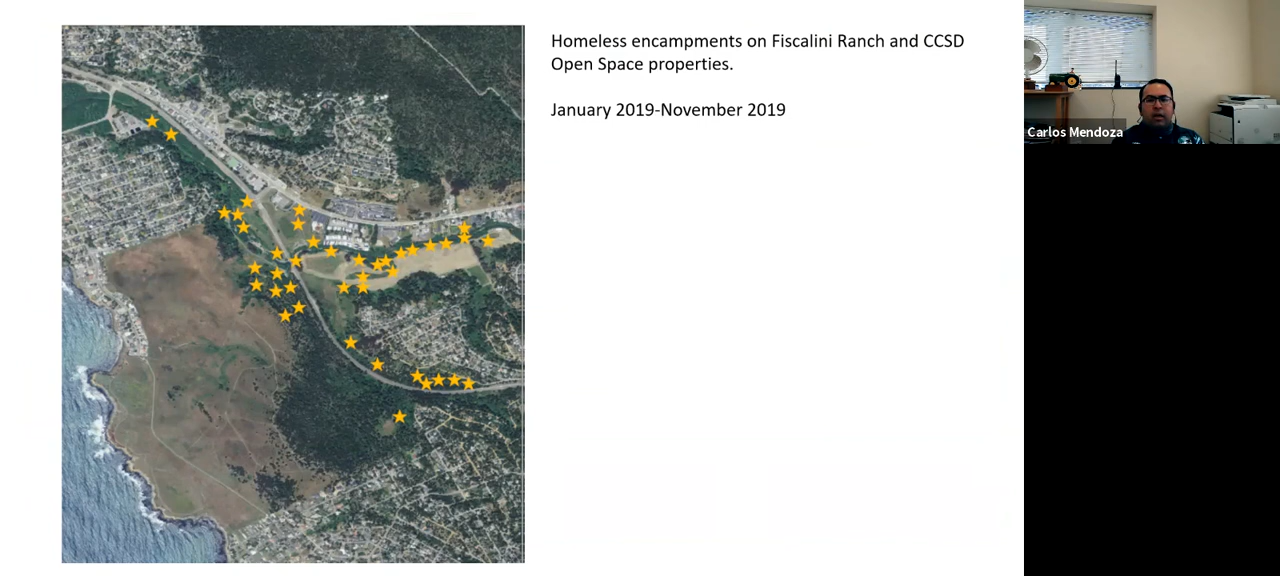 Homeless encampments on Fiscalini Ranch and CCSD
Open Space properties.
January 2019-November 2019
Carlos Mendoza